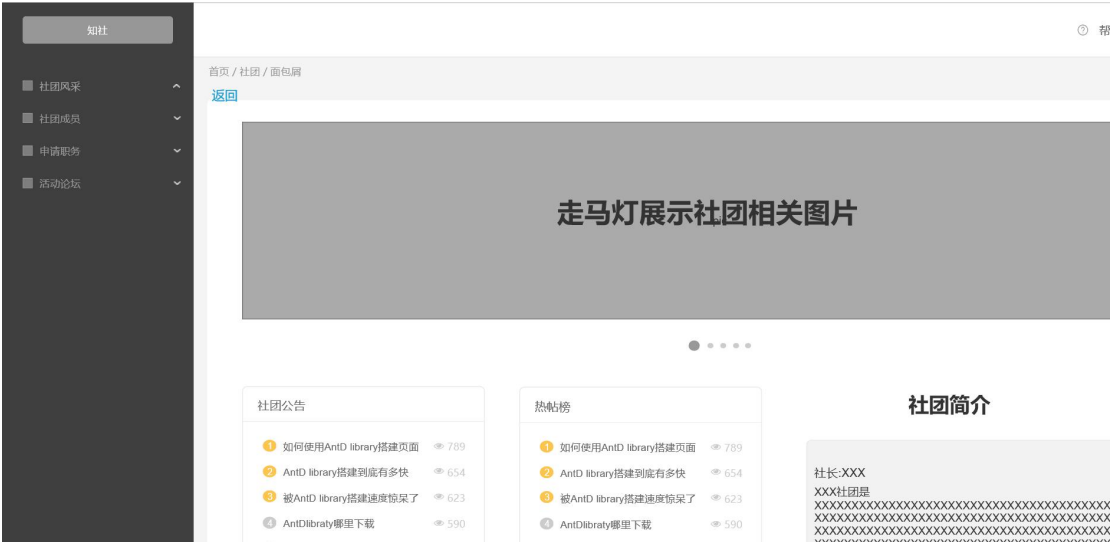 知社
帮
社团风采
社团成员
申请职务
活动论坛
首页 / 社团 / 面包屑
返回
走马灯展示社团相关图片
社团公告
1 如何使用AntD library搭建页面 789
2 AntD library搭建到底有多快 654
3 被AntD library搭建速度惊呆了 623
4 AntDlibraty哪里下载 590
热帖榜
1 如何使用AntD library搭建页面 789
2 AntD library搭建到底有多快 654
3 被AntD library搭建速度惊呆了 623
4 AntDlibraty哪里下载 590
社团简介
社长:XXX
XXX社团是
XXXXXXXXXXXXXXXXXXXXXXXXXXXXXXXX
XXXXXXXXXXXXXXXXXXXXXXXXXXXXXXXX
XXXXXXXXXXXXXXXXXXXXXXXXXXXXXXXX